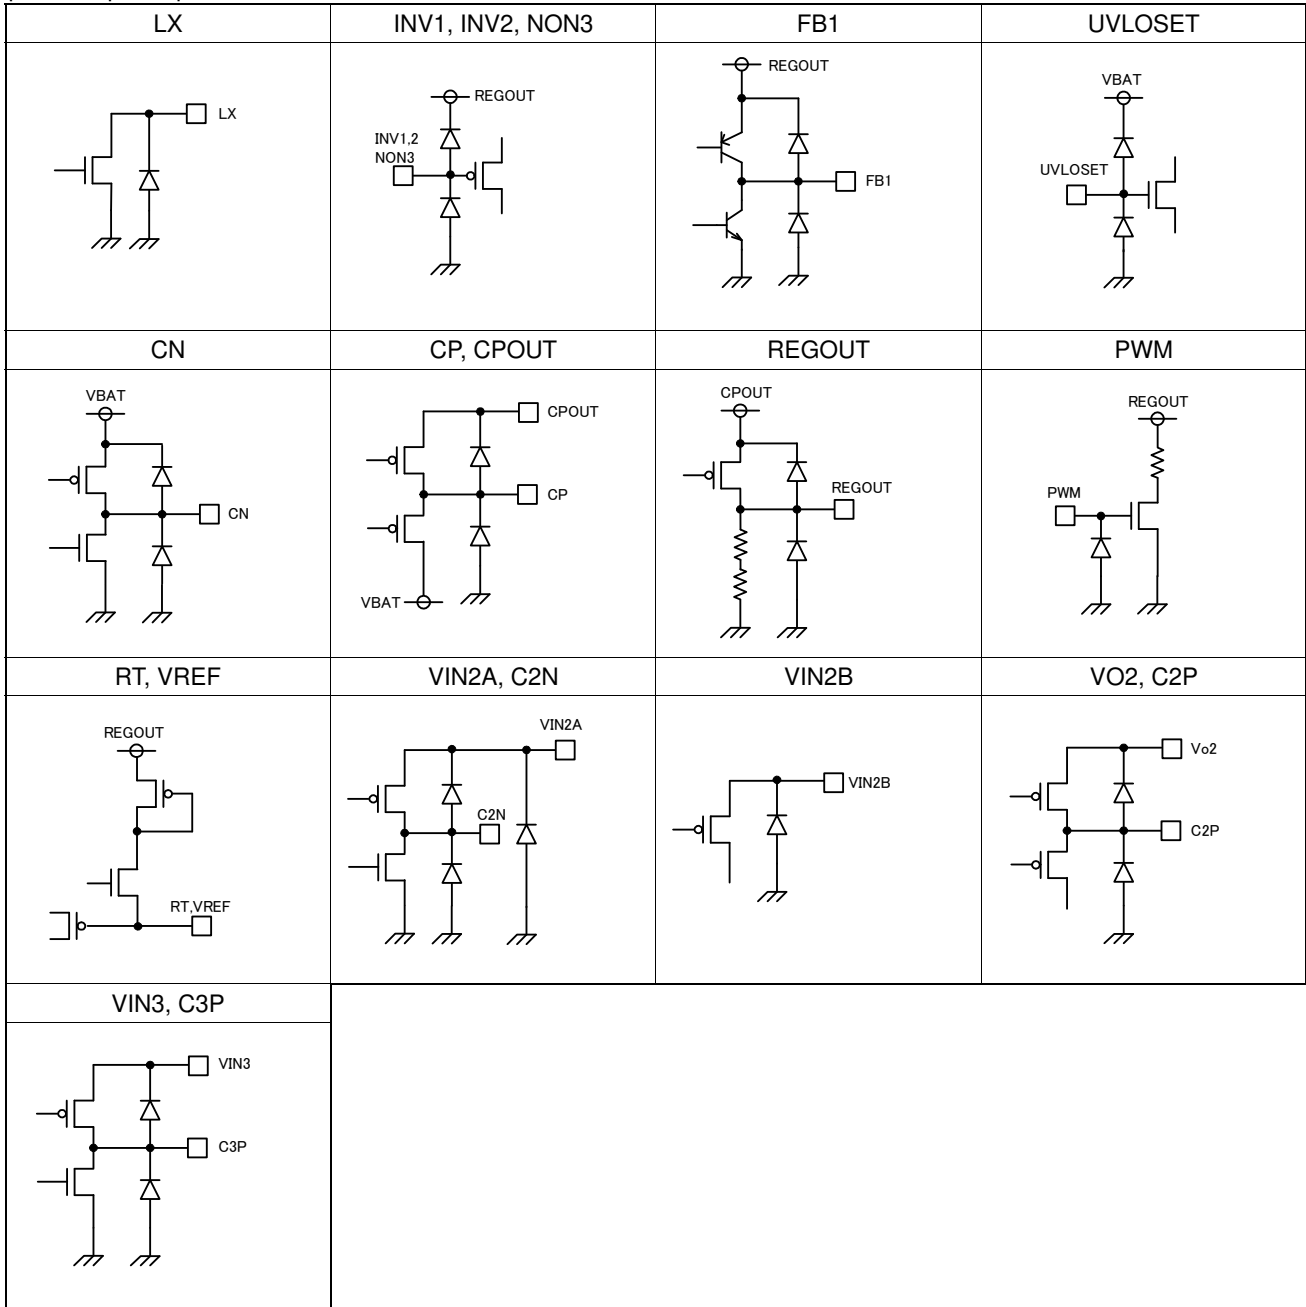 LX
INV1, INV2, NON3
FB1
UVLOSET
LX
REGOUT
INV1,2
NON3
REGOUT
FB1
VBAT
UVLOSET
CN
CP, CPOUT
REGOUT
PWM
VBAT
CN
CPOUT
CP
VBAT
CPOUT
REGOUT
REGOUT
PWM
RT, VREF
VIN2A, C2N
VIN2B
VO2, C2P
REGOUT
RT,VREF
VIN2A
C2N
VIN2B
Vo2
C2P
VIN3, C3P
VIN3
C3P